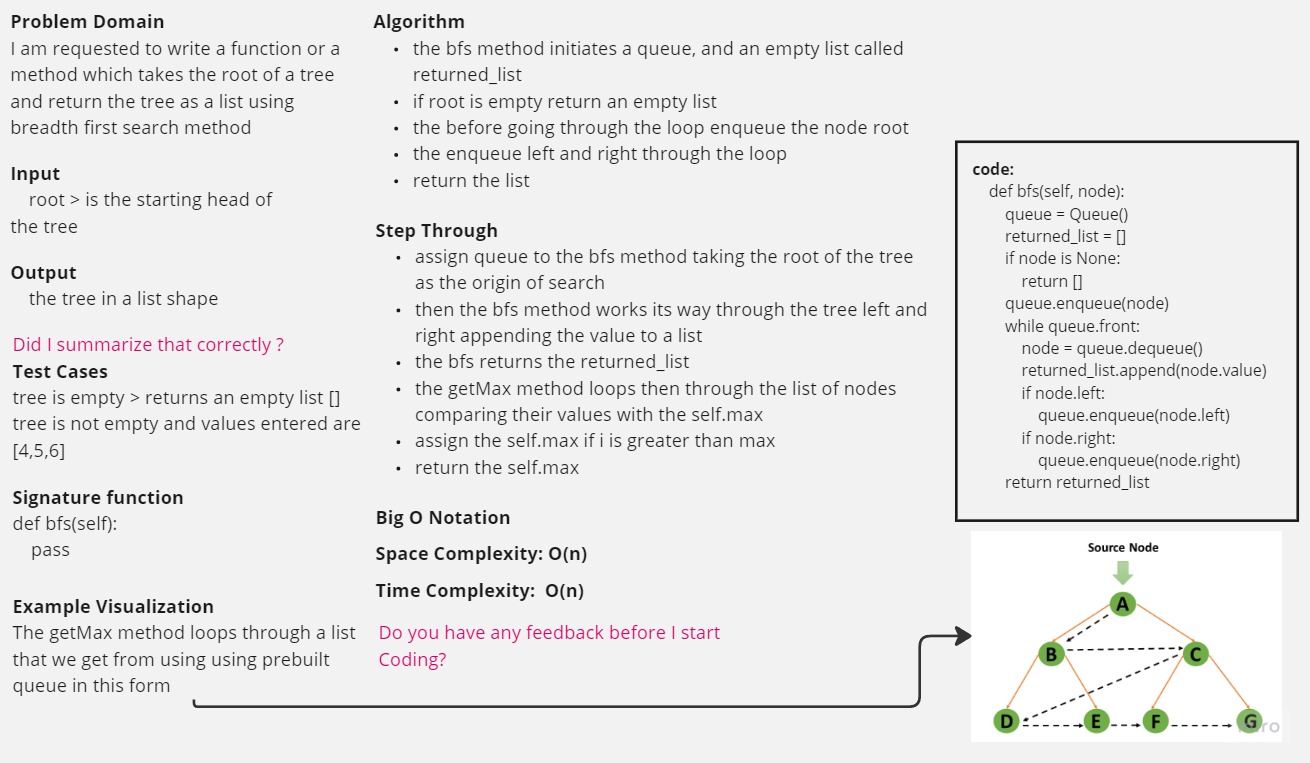 Problem Domain
I am requested to write a function or a
method which takes the root of a tree
and return the tree as a list using
breadth first search method
Input
root > is the starting head of
the tree
Output
the tree in a list shape
Did I summarize that correctly ?
Test Cases
tree is empty > returns an empty list []
tree is not empty and values entered are
[4,5,6]
Signature function
def bfs(self):
pass
Example Visualization
The getMax method loops through a list
that we get from using using prebuilt
queue in this form
Algorithm
• the bfs method initiates a queue, and an empty list called
returned_list
• if root is empty return an empty list
• the before going through the loop enqueue the node root
• the enqueue left and right through the loop
• return the list
Step Through
• assign queue to the bfs method taking the root of the tree
as the origin of search
• then the bfs method works its way through the tree left and
right appending the value to a list
• the bfs returns the returned_list
• the getMax method loops then through the list of nodes
comparing their values with the self.max
• assign the self.max if i is greater than max
• return the self.max
Big O Notation
Space Complexity: O(n)
Time Complexity: O(n)
Do you have any feedback before I start
Coding?
code:
def bfs(self, node):
queue = Queue()
returned_list = []
if node is None:
return []
queue.enqueue(node)
while queue.front:
node = queue.dequeue()
returned_list.append(node.value)
if node.left:
queue.enqueue(node.left)
if node.right:
queue.enqueue(node.right)
return returned_list
Source Node
A
B C
D E F G
miro